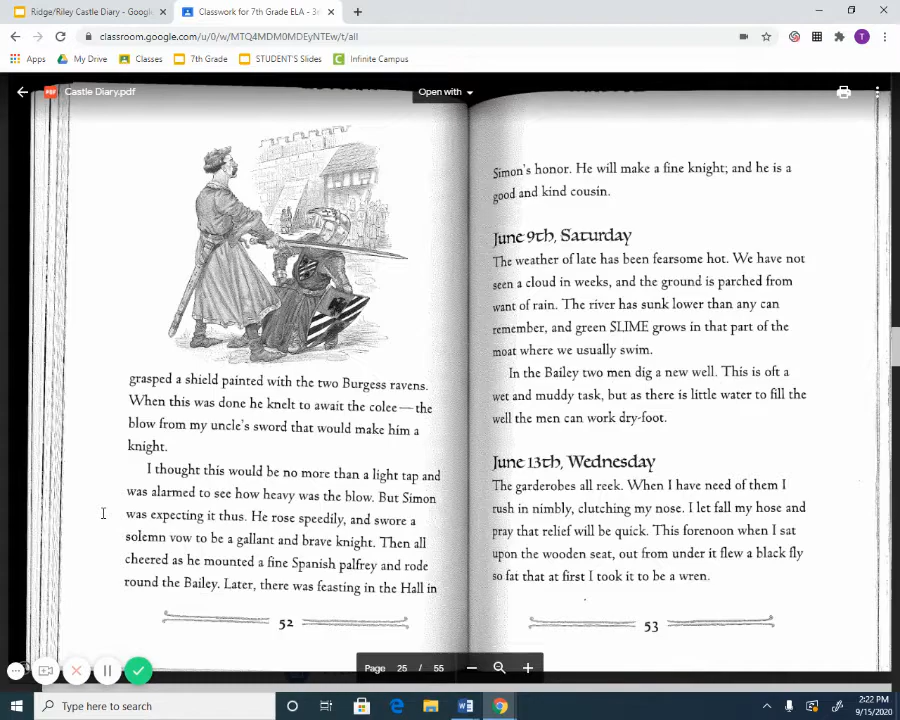 Ridge/Riley Castle Diary - Googl
Classwork for 7th Grade ELA - 3r
classroom.google.com/u/0/w/MTQ4MDM0MDEyNTEw/t/all
Apps
My Drive
Classes
7th Grade
STUDENT'S Slides
Infinite Campus
T
PDF
Castle Diary.pdf
Open with
grasped a shield painted with the two Burgess ravens.
When this was done he knelt to await the colee—the
blow from my uncle's sword that would make him a
knight.
I thought this would be no more than a light tap and
was alarmed to see how heavy was the blow. But Simon
was expecting it thus. He rose speedily, and swore a
solemn vow to be a gallant and brave knight. Then all
cheered as he mounted a fine Spanish palfrey and rode
round the Bailey. Later, there was feasting in the Hall in
52
Simon's honor. He will make a fine knight; and he is a
good and kind cousin.
June 9th, Saturday
The weather of late has been fearsome hot. We have not
seen a cloud in weeks, and the ground is parched from
want of rain. The river has sunk lower than any can
remember, and green SLIME grows in that part of the
moat where we usually swim.
In the Bailey two men dig a new well. This is oft a
wet and muddy task, but as there is little water to fill the
well the men can work dry-foot.
June 13th, Wednesday
The garderobes all reek. When I have need of them I
rush in nimbly, clutching my nose. I let fall my hose and
pray that relief will be quick. This forenoon when I sat
upon the wooden seat, out from under it flew a black fly
so fat that at first I took it to be a wren.
53
Page 25 / 55
Type here to search
2:22 PM
9/15/2020